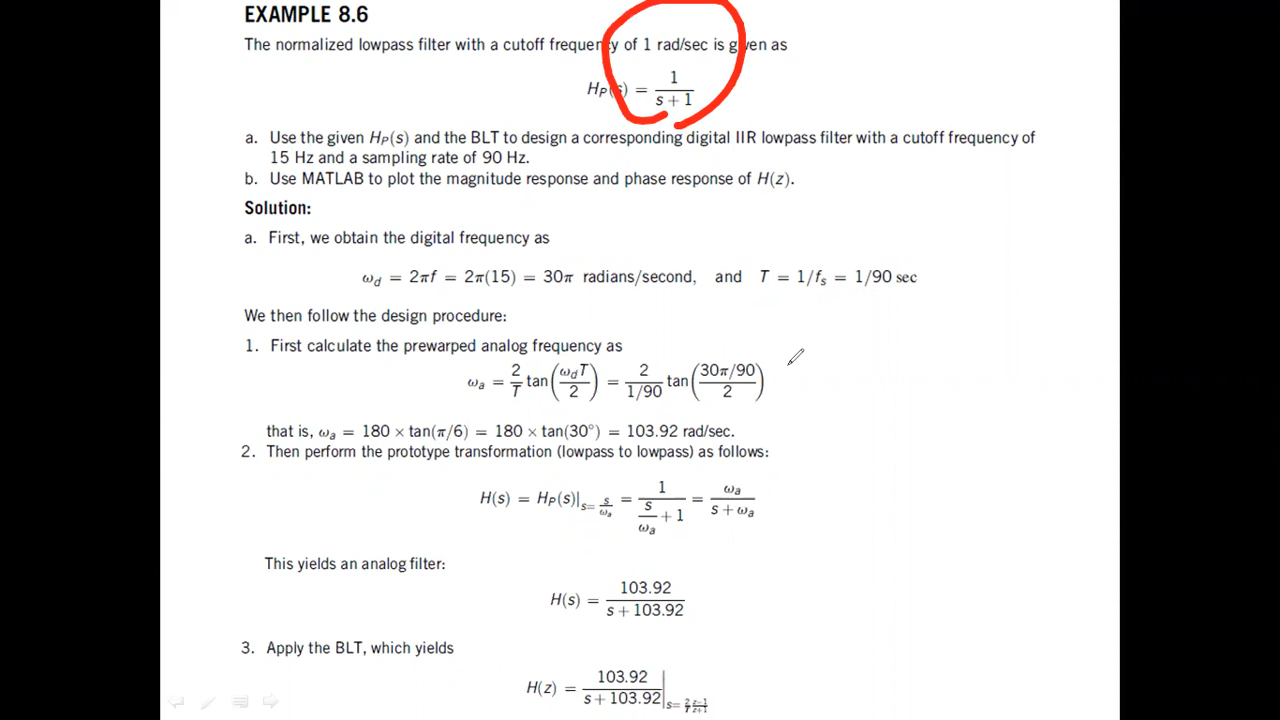 EXAMPLE 8.6
The normalized lowpass filter with a cutoff frequency of 1 rad/sec is given as
H_P(s) = 1/(s + 1)
a. Use the given H_P(s) and the BLT to design a corresponding digital IIR lowpass filter with a cutoff frequency of
15 Hz and a sampling rate of 90 Hz.
b. Use MATLAB to plot the magnitude response and phase response of H(z).
Solution:
a. First, we obtain the digital frequency as
ω_d = 2πf = 2π(15) = 30π radians/second, and T = 1/f_s = 1/90 sec
We then follow the design procedure:
1. First calculate the prewarped analog frequency as
ω_a = 2/T tan(ω_d T/2) = 2/(1/90) tan((30π/90)/2)
that is, ω_a = 180 × tan(π/6) = 180 × tan(30°) = 103.92 rad/sec.
2. Then perform the prototype transformation (lowpass to lowpass) as follows:
H(s) = H_P(s)|_{s = s/ω_a} = 1/(s/ω_a + 1) = ω_a/(s + ω_a)
This yields an analog filter:
H(s) = 103.92/(s + 103.92)
3. Apply the BLT, which yields
H(z) = 103.92/(s + 103.92)|_{s = 2/T (z−1)/(z+1)}